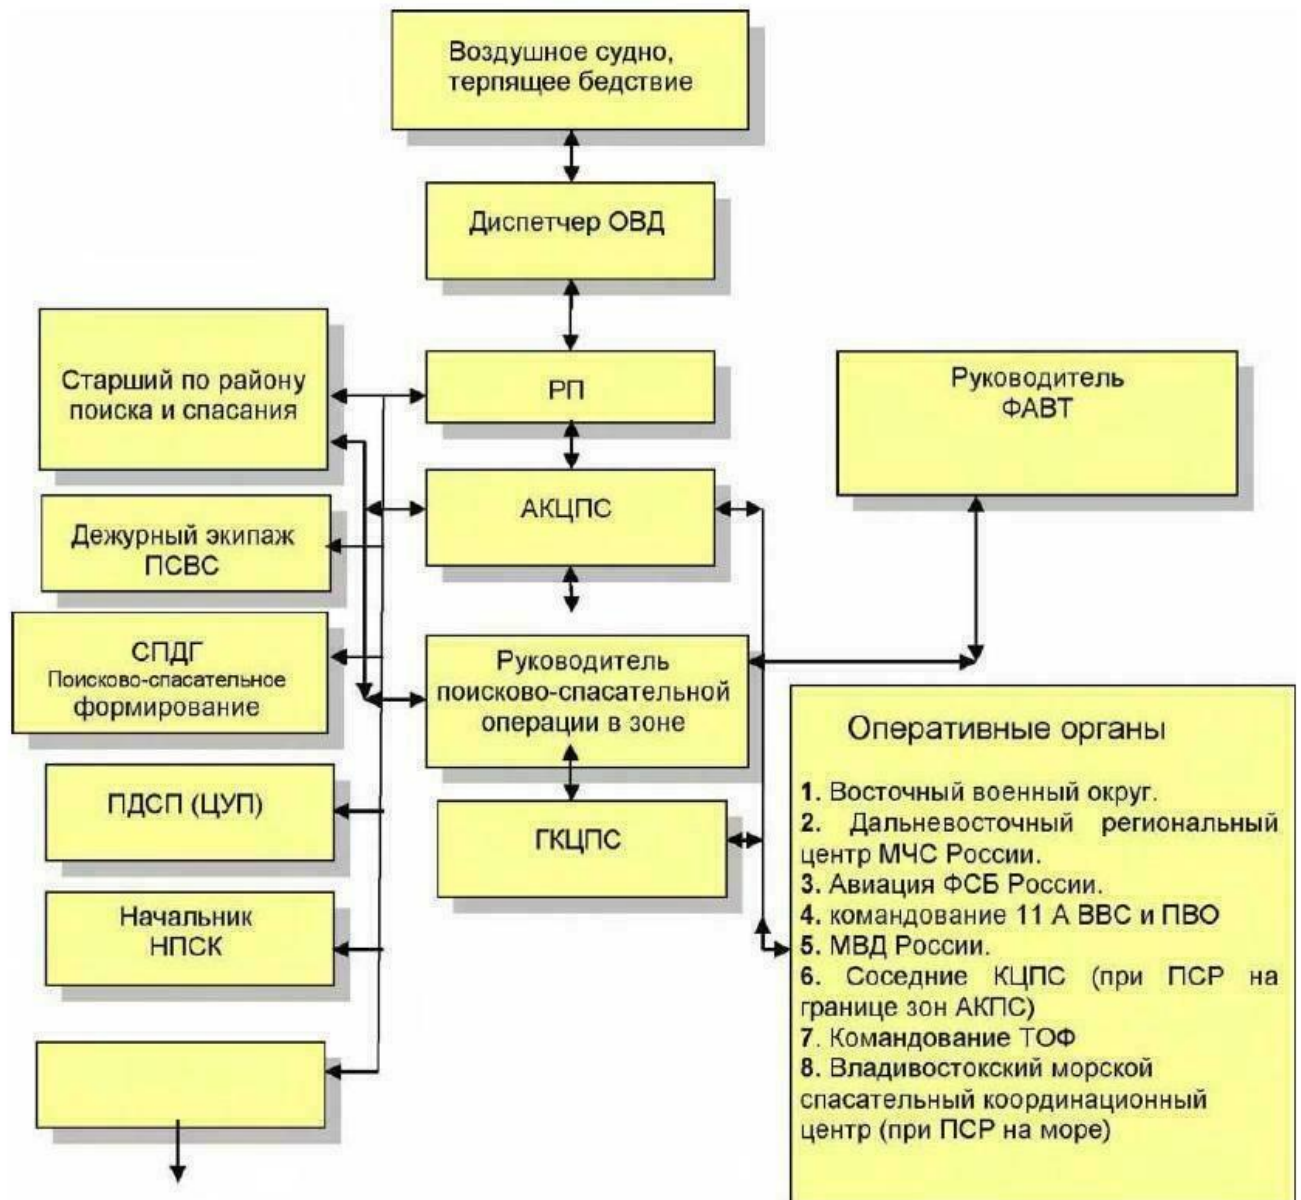 Воздушное судно,
терпящее бедствие
Диспетчер ОВД
РП
АКЦПС
Руководитель
поисково-спасательной
операции в зоне
ГКЦПС
Старший по району
поиска и спасания
Дежурный экипаж
ПСВС
СПДГ
Поисково-спасательное
формирование
ПДСП (ЦУП)
Начальник
НПСК
Руководитель
ФАВТ
Оперативные органы
1. Восточный военный округ.
2. Дальневосточный региональный
центр МЧС России.
3. Авиация ФСБ России.
4. командование 11 А ВВС и ПВО
5. МВД России.
6. Соседние КЦПС (при ПСР на
границе зон АКПС)
7. Командование ТОФ
8. Владивостокский морской
спасательный координационный
центр (при ПСР на море)